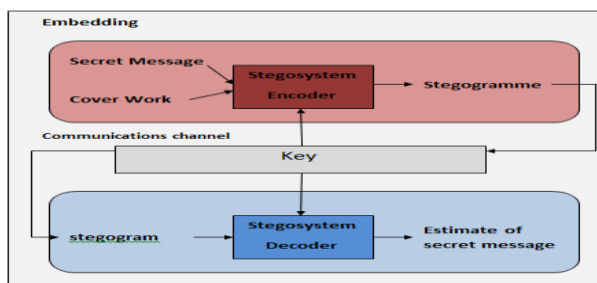 Embedding
Secret Message
Stegosystem
Encoder
Stegogramme
Cover Work
Communications channel
Key
stegogram
Stegosystem
Decoder
Estimate of
secret message